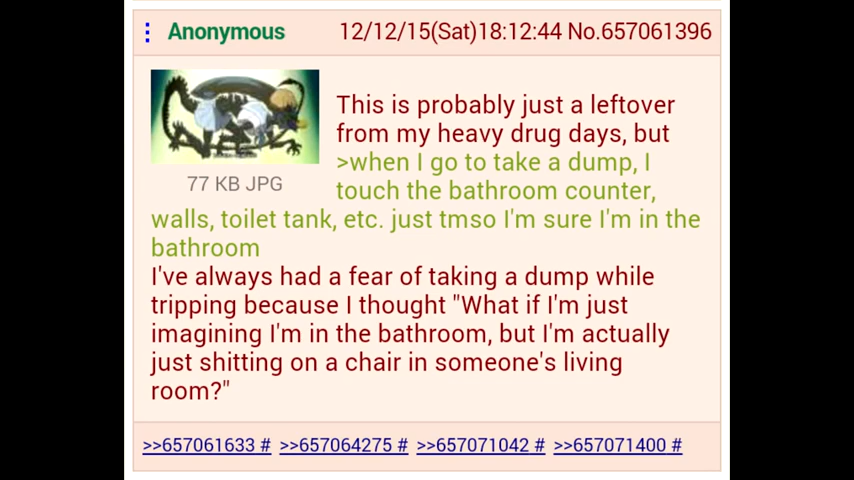 Anonymous 12/12/15(Sat)18:12:44 No.657061396
This is probably just a leftover
from my heavy drug days, but
77 KB JPG
>when I go to take a dump, I
touch the bathroom counter,
walls, toilet tank, etc. just tmso I'm sure I'm in the
bathroom
I've always had a fear of taking a dump while
tripping because I thought "What if I'm just
imagining I'm in the bathroom, but I'm actually
just shitting on a chair in someone's living
room?"
>>657061633 # >>657064275 # >>657071042 # >>657071400 #